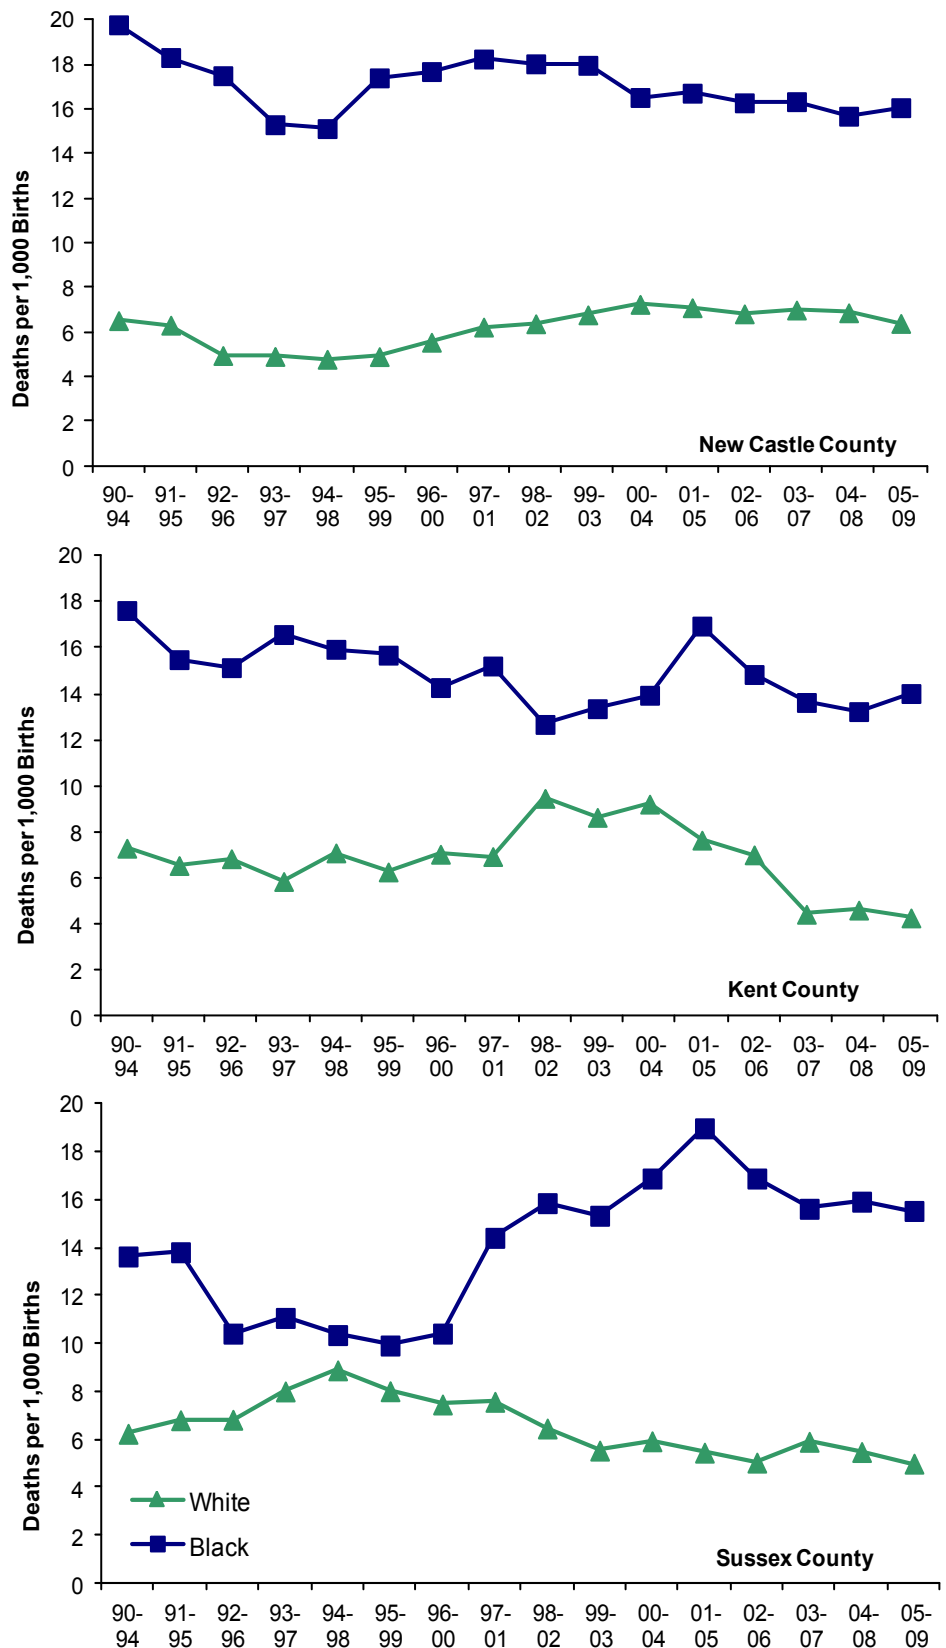 20
18
16
14
12
10
8
6
4
2
0
Deaths per 1,000 Births
New Castle County
90- 91- 92- 93- 94- 95- 96- 97- 98- 99- 00- 01- 02- 03- 04- 05-
94 95 96 97 98 99 00 01 02 03 04 05 06 07 08 09
20
18
16
14
12
10
8
6
4
2
0
Deaths per 1,000 Births
Kent County
90- 91- 92- 93- 94- 95- 96- 97- 98- 99- 00- 01- 02- 03- 04- 05-
94 95 96 97 98 99 00 01 02 03 04 05 06 07 08 09
20
18
16
14
12
10
8
6
4
2
0
Deaths per 1,000 Births
White
Black
Sussex County
90- 91- 92- 93- 94- 95- 96- 97- 98- 99- 00- 01- 02- 03- 04- 05-
94 95 96 97 98 99 00 01 02 03 04 05 06 07 08 09